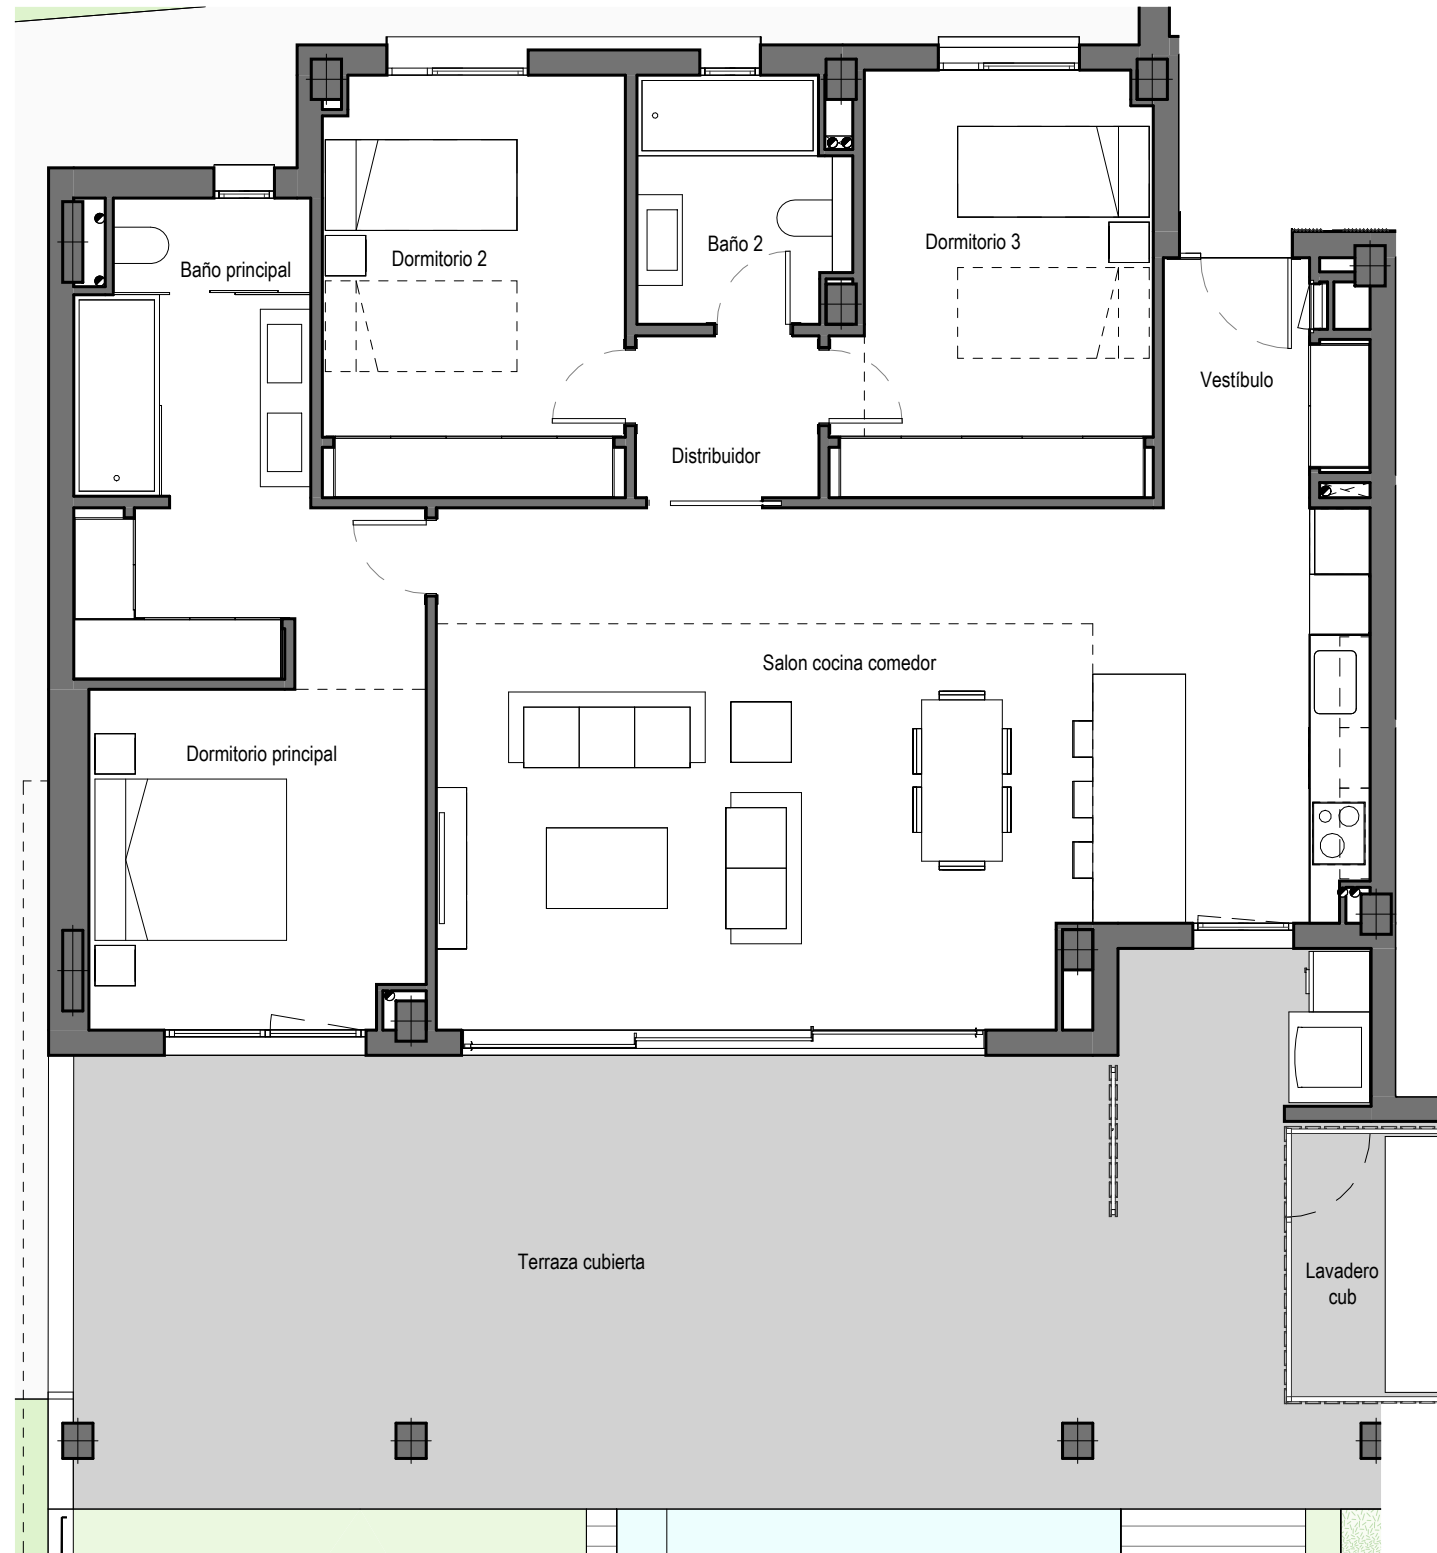 Dormitorio 2
Baño 2
Dormitorio 3
Baño principal
Vestíbulo
Distribuidor
Salon cocina comedor
Dormitorio principal
Terraza cubierta
Lavadero
cub